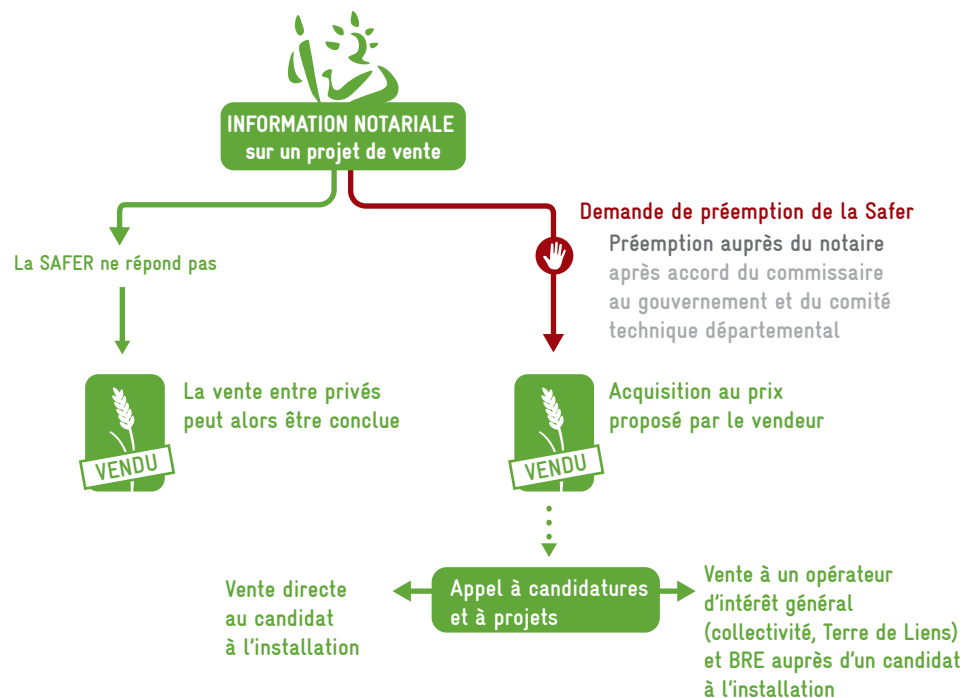 INFORMATION NOTARIALE
sur un projet de vente
La SAFER ne répond pas
Demande de préemption de la Safer
Préemption auprès du notaire
après accord du commissaire
au gouvernement et du comité
technique départemental
La vente entre privés
peut alors être conclue
VENDU
Acquisition au prix
proposé par le vendeur
VENDU
Appel à candidatures
et à projets
Vente directe
au candidat
à l'installation
Vente à un opérateur
d'intérêt général
(collectivité, Terre de Liens)
et BRE auprès d'un candidat
à l'installation